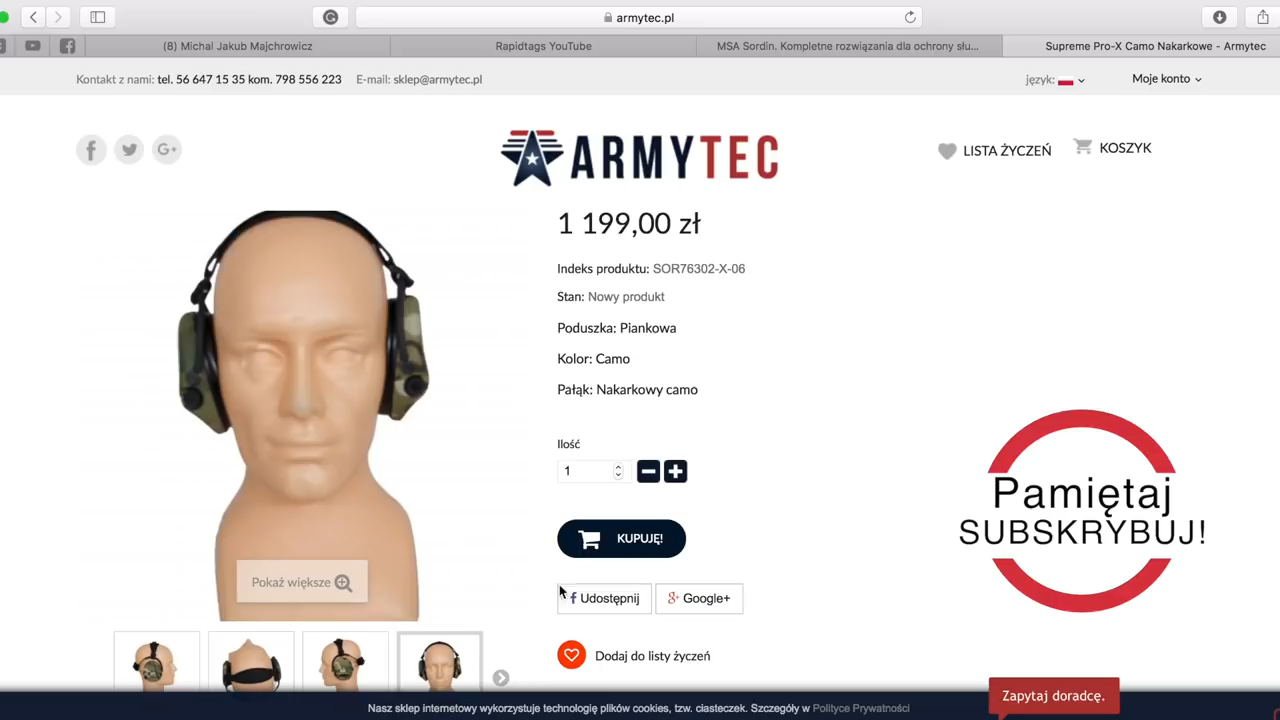 armytec.pl
(8) Michal Jakub Majchrowicz
Rapidtags YouTube
MSA Sordin. Kompletne rozwiązania dla ochrony słu...
Supreme Pro-X Camo Nakarkowe - Armytec
Kontakt z nami: tel. 56 647 15 35 kom. 798 556 223
E-mail: sklep@armytec.pl
język:
Moje konto
ARMYTEC
LISTA ŻYCZEŃ
KOSZYK
1 199,00 zł
Indeks produktu: SOR76302-X-06
Stan: Nowy produkt
Poduszka: Piankowa
Kolor: Camo
Pałąk: Nakarkowy camo
Ilość
1
KUPUJĘ!
Pokaż większe
Udostępnij
Google+
Dodaj do listy życzeń
Pamiętaj
SUBSKRYBUJ!
Zapytaj doradcę.
Nasz sklep internetowy wykorzystuje technologię plików cookies, tzw. ciasteczek. Szczegóły w Polityce Prywatności